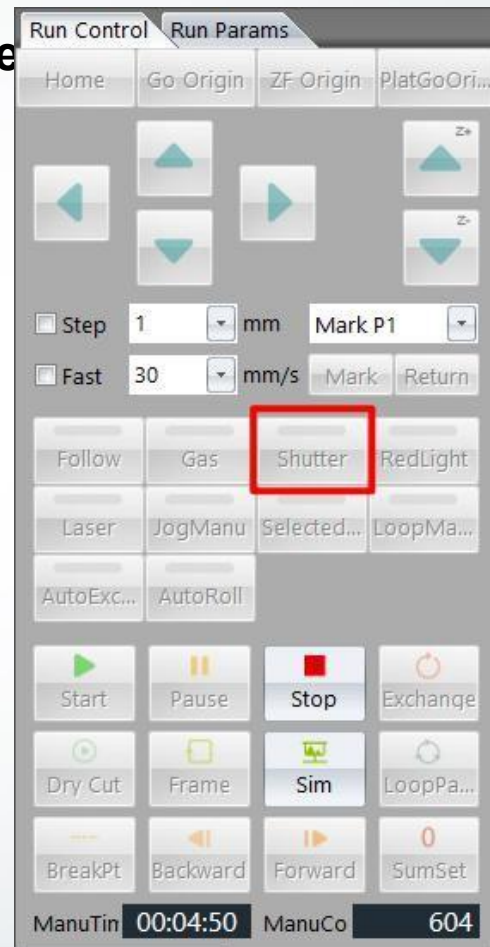 e
Run Control Run Params
Home Go Origin ZF Origin PlatGoOri...
Z+
Z-
Step 1 mm Mark P1
Fast 30 mm/s Mark Return
Follow Gas Shutter RedLight
Laser JogManu Selected... LoopMa...
AutoExc... AutoRoll
Start Pause Stop Exchange
Dry Cut Frame Sim LoopPa...
BreakPt Backward Forward 0 SumSet
ManuTin 00:04:50 ManuCo 604